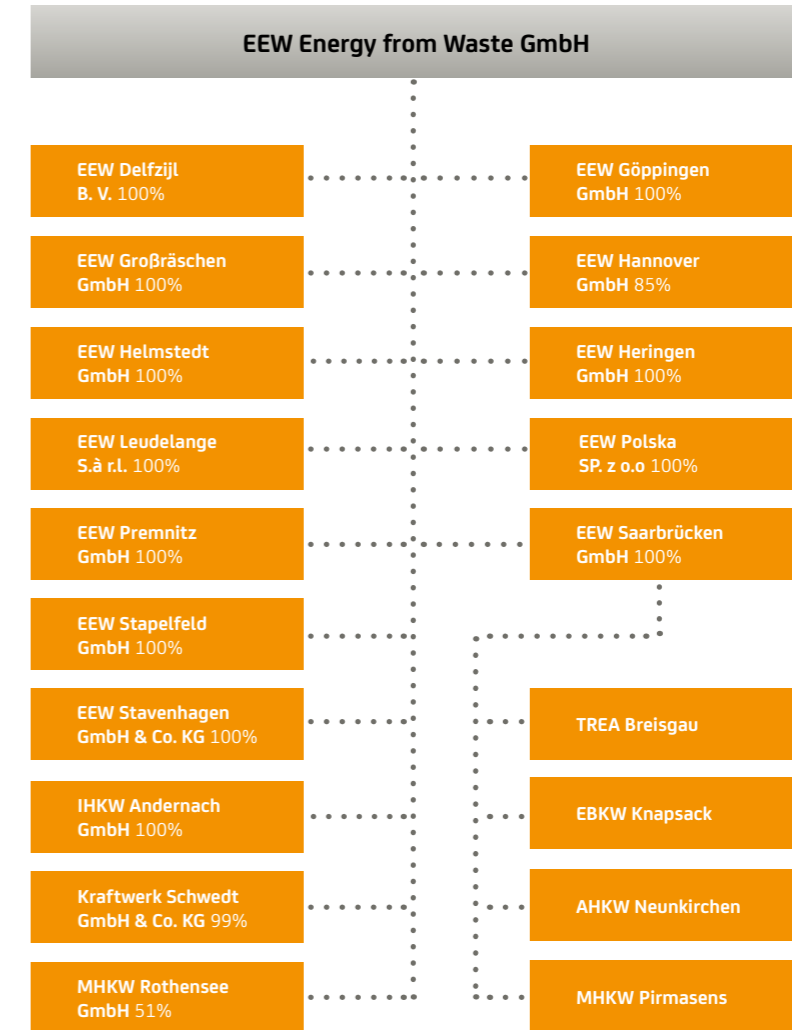 EEW Energy from Waste GmbH
EEW Delfzijl
B. V. 100%
EEW Göppingen
GmbH 100%
EEW Großräschen
GmbH 100%
EEW Hannover
GmbH 85%
EEW Helmstedt
GmbH 100%
EEW Heringen
GmbH 100%
EEW Leudelange
S.à r.l. 100%
EEW Polska
SP. z o.o 100%
EEW Premnitz
GmbH 100%
EEW Saarbrücken
GmbH 100%
EEW Stapelfeld
GmbH 100%
EEW Stavenhagen
GmbH & Co. KG 100%
TREA Breisgau
IHKW Andernach
GmbH 100%
EBKW Knapsack
Kraftwerk Schwedt
GmbH & Co. KG 99%
AHKW Neunkirchen
MHKW Rothensee
GmbH 51%
MHKW Pirmasens